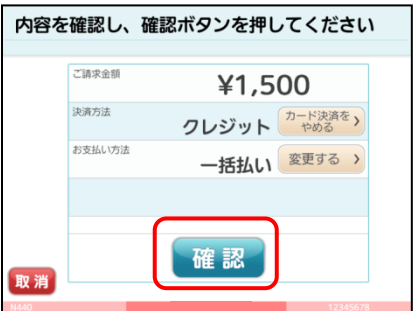 内容を確認し、確認ボタンを押してください
ご請求金額
¥1,500
決済方法
クレジット
カード決済を
やめる
お支払い方法
一括払い
変更する
確認
取消
N440
12345678